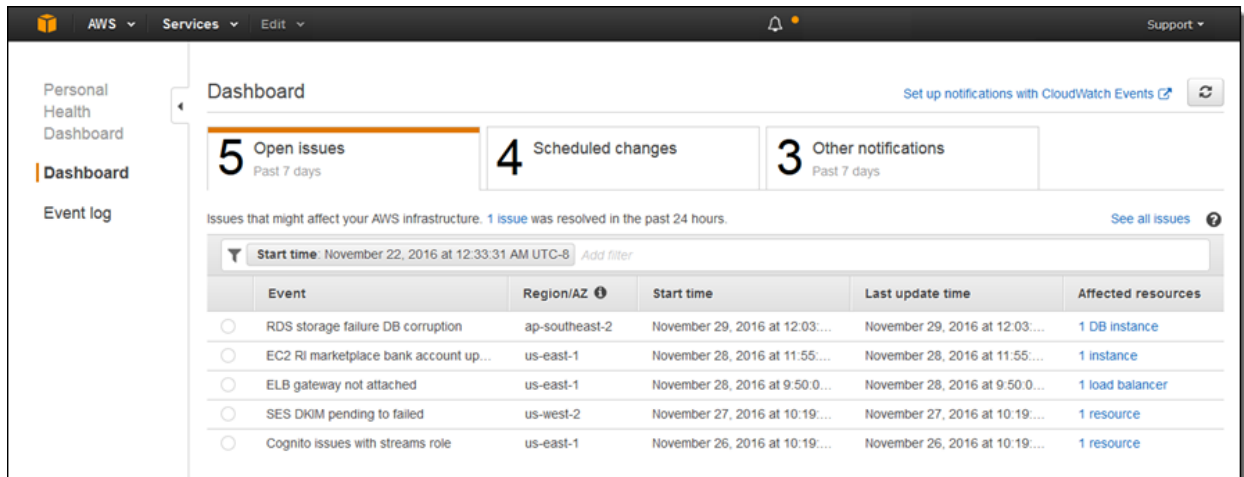 AWS Services Edit Support
Personal
Health
Dashboard
Dashboard
Event log
Dashboard
Set up notifications with CloudWatch Events
5 Open issues
Past 7 days
4 Scheduled changes
3 Other notifications
Past 7 days
Issues that might affect your AWS infrastructure. 1 issue was resolved in the past 24 hours.
See all issues ?
Start time: November 22, 2016 at 12:33:31 AM UTC-8 Add filter
Event Region/AZ Start time Last update time Affected resources
RDS storage failure DB corruption ap-southeast-2 November 29, 2016 at 12:03:... November 29, 2016 at 12:03:... 1 DB instance
EC2 RI marketplace bank account up... us-east-1 November 28, 2016 at 11:55:... November 28, 2016 at 11:55:... 1 instance
ELB gateway not attached us-east-1 November 28, 2016 at 9:50:0... November 28, 2016 at 9:50:0... 1 load balancer
SES DKIM pending to failed us-west-2 November 27, 2016 at 10:19:... November 27, 2016 at 10:19:... 1 resource
Cognito issues with streams role us-east-1 November 26, 2016 at 10:19:... November 26, 2016 at 10:19:... 1 resource